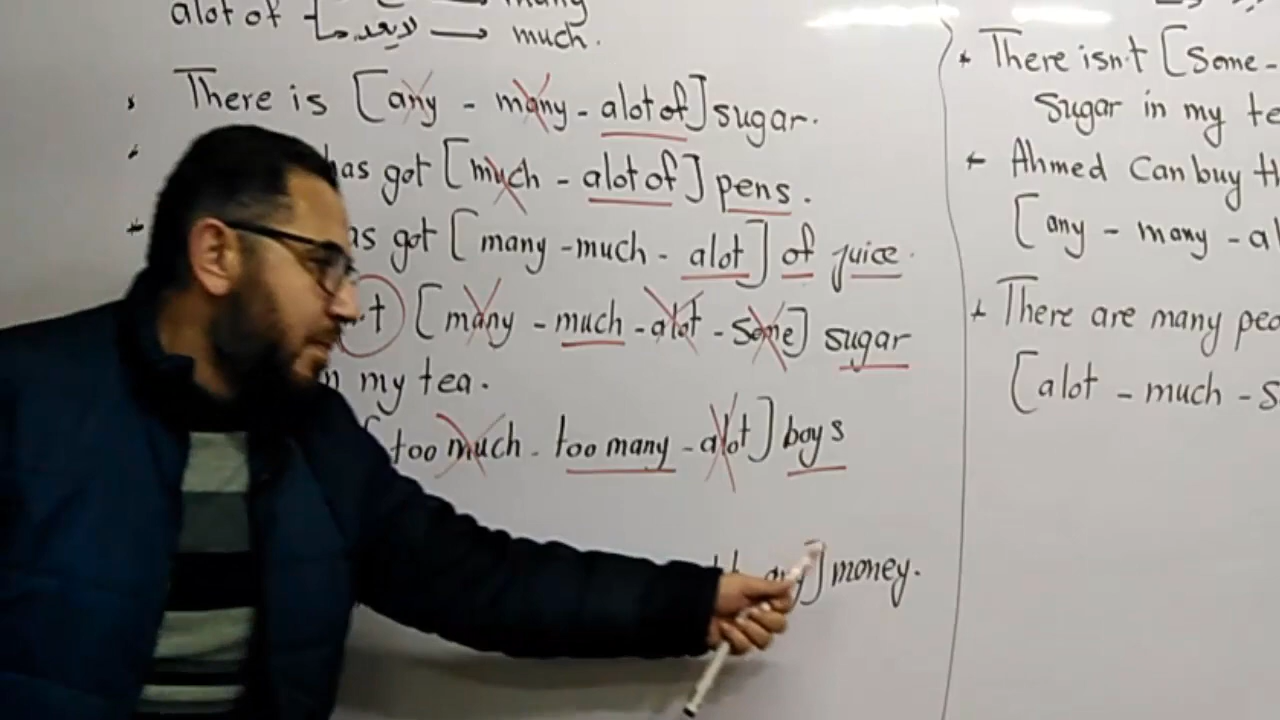 many
alot of لا يعد → much.
There is [any - many - alot of] sugar.
has got [much - alot of] pens.
as got [many - much - alot] of juice.
t [many - much - alot - some] sugar
in my tea.
[too much - too many - alot] boys
any] money.
* There isn't [Some -
sugar in my te
Ahmed Can buy th
[any - many - al
There are many peo
[alot - much - s